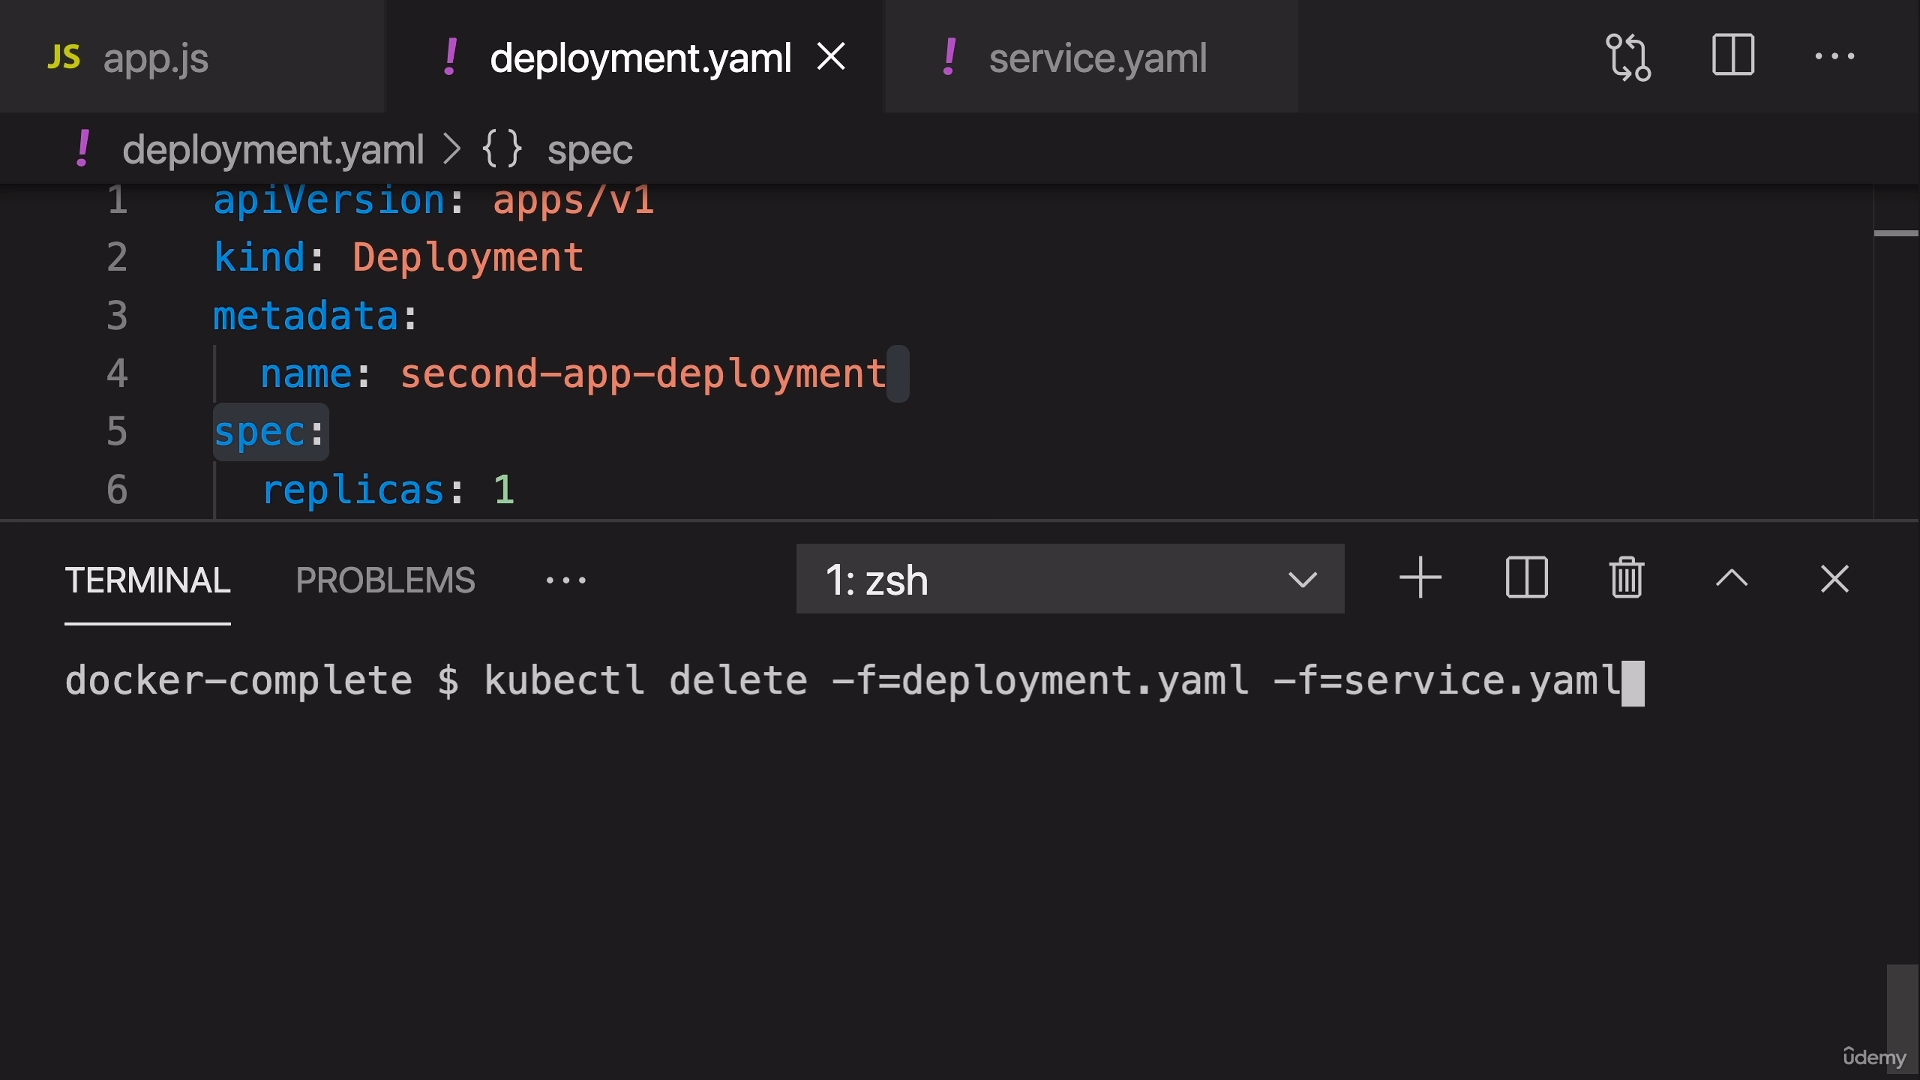 JS app.js
! deployment.yaml
! service.yaml
! deployment.yaml > {} spec
1 apiVersion: apps/v1
2 kind: Deployment
3 metadata:
4 name: second-app-deployment
5 spec:
6 replicas: 1
TERMINAL PROBLEMS ... 1: zsh
docker-complete $ kubectl delete -f=deployment.yaml -f=service.yaml
ûdemy